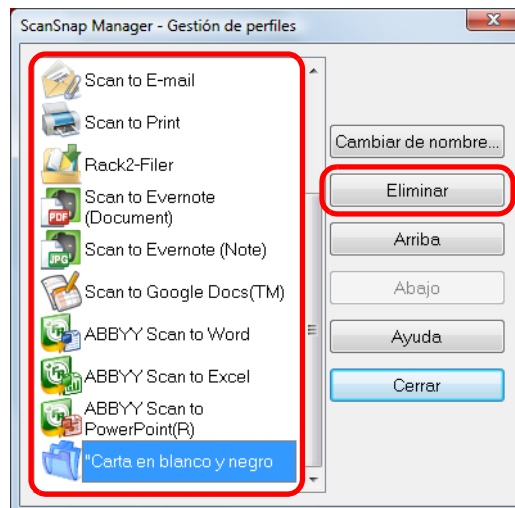 ScanSnap Manager - Gestión de perfiles
Scan to E-mail
Scan to Print
Rack2-Filer
Scan to Evernote
(Document)
PDF
Scan to Evernote (Note)
JPG
Scan to Google Docs(TM)
ABBYY Scan to Word
ABBYY Scan to Excel
ABBYY Scan to
PowerPoint(R)
"Carta en blanco y negro
Cambiar de nombre...
Eliminar
Arriba
Abajo
Ayuda
Cerrar